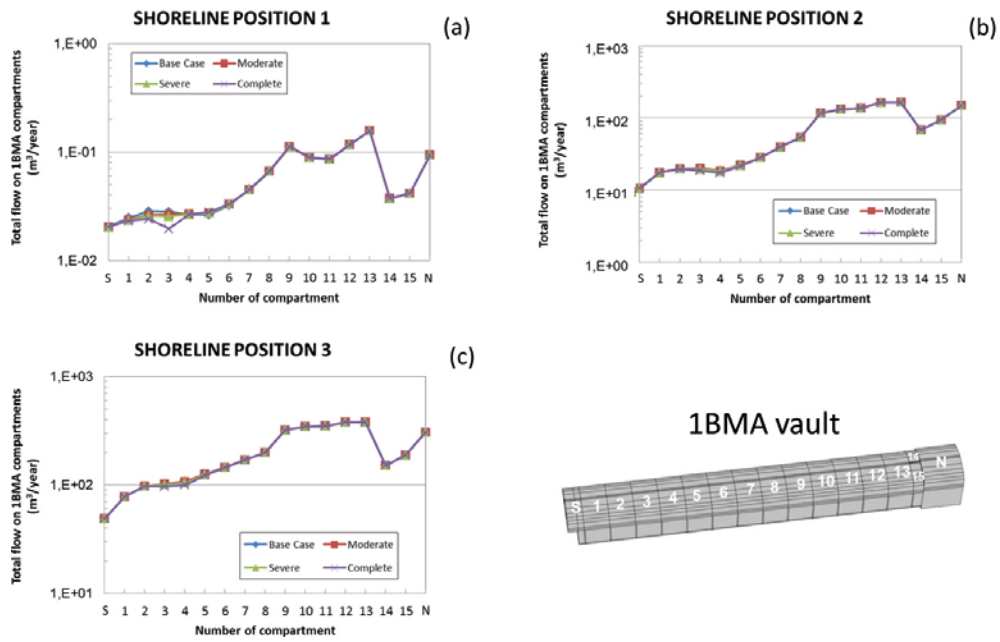 SHORELINE POSITION 1
(a)
Total flow on 1BMA compartments
(m³/year)
1,E+00
1,E-01
1,E-02
Base Case
Moderate
Severe
Complete
S 1 2 3 4 5 6 7 8 9 10 11 12 13 14 15 N
Number of compartment
SHORELINE POSITION 2
(b)
Total flow on 1BMA compartments
(m³/year)
1,E+03
1,E+02
1,E+01
1,E+00
Base Case
Moderate
Severe
Complete
S 1 2 3 4 5 6 7 8 9 10 11 12 13 14 15 N
Number of compartment
SHORELINE POSITION 3
(c)
Total flow on 1BMA compartments
(m³/year)
1,E+03
1,E+02
1,E+01
Base Case
Moderate
Severe
Complete
S 1 2 3 4 5 6 7 8 9 10 11 12 13 14 15 N
Number of compartment
1BMA vault
S 1 2 3 4 5 6 7 8 9 10 11 12 13 14 15 N